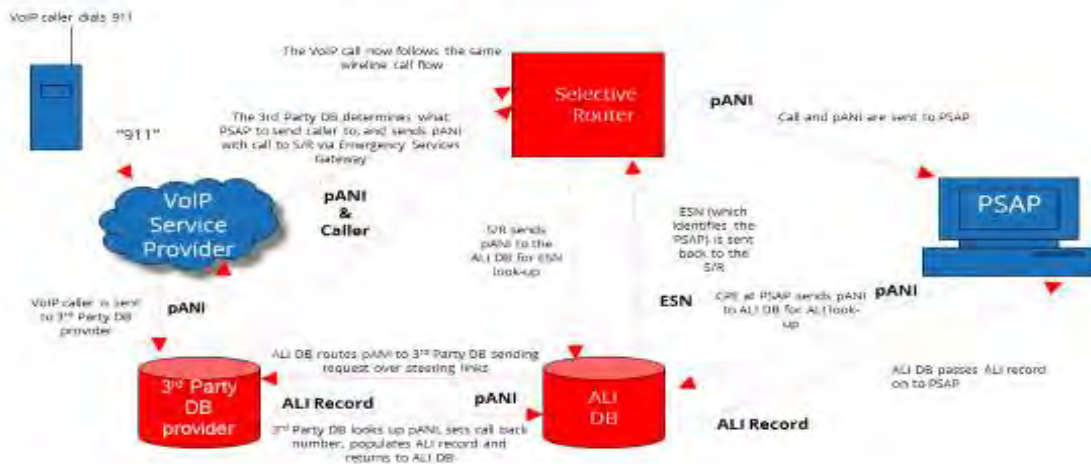 VoIP caller dials 911
The VoIP call now follows the same
wireline call flow
Selective
Router
pANI
Call and pANI are sent to PSAP
The 3rd Party DB determines what
PSAP to send caller to, and sends pANI
with call to S/R via Emergency Services
Gateway
"911"
VoIP
Service
Provider
pANI
&
Caller
S/R sends
pANI to the
ALI DB for ESN
look-up
ESN (which
identifies the
PSAP) is sent
back to the
S/R
PSAP
VoIP caller is sent
to 3rd Party DB
provider
pANI
ESN
CPE at PSAP sends pANI
to ALI DB for ALI look-
up
pANI
ALI DB routes pANI to 3rd Party DB sending
request over steering links
ALI DB passes ALI record
on to PSAP
3rd Party
DB
provider
ALI Record
pANI
ALI
DB
ALI Record
3rd Party DB looks up pANI, sets call back
number, populates ALI record and
returns to ALI DB